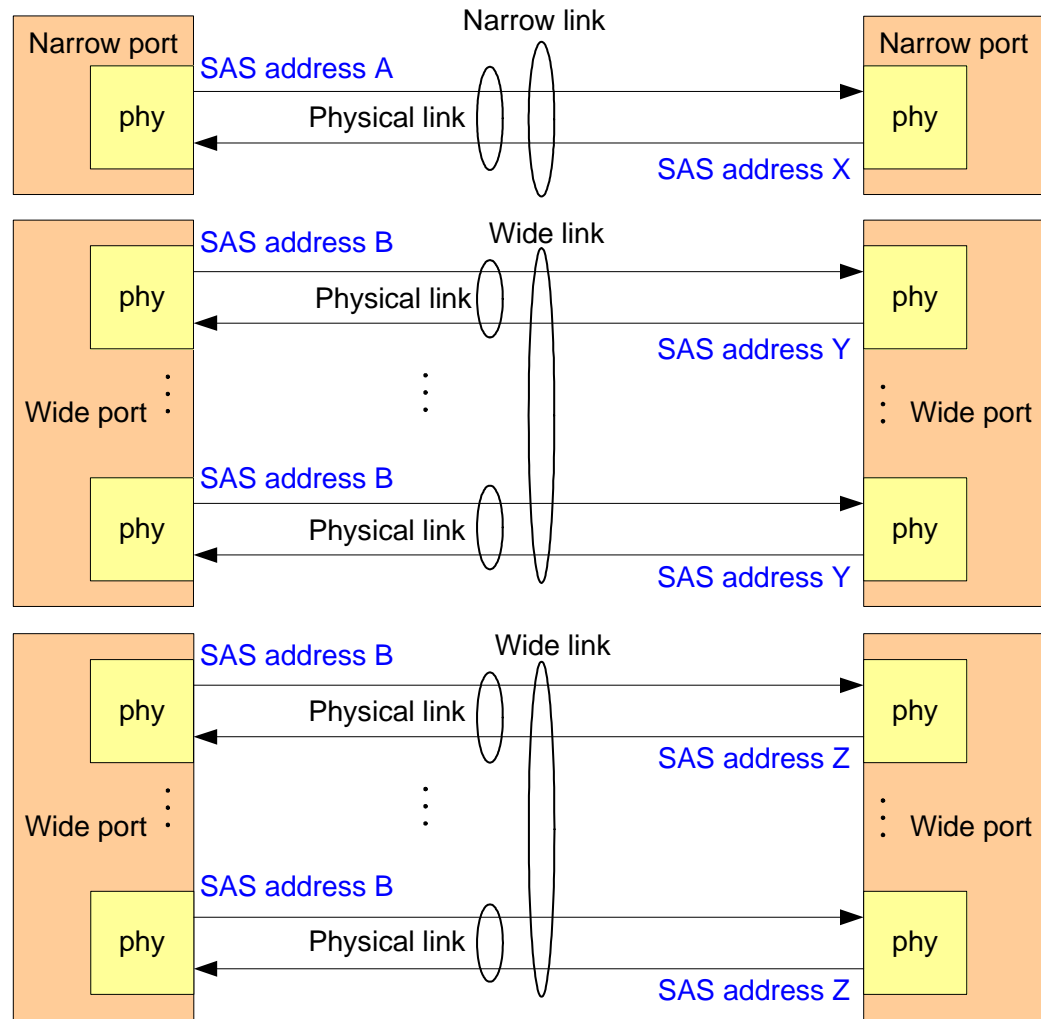 Narrow link
Narrow port
Narrow port
SAS address A
phy
Physical link
phy
SAS address X
SAS address B
Wide link
phy
Physical link
phy
SAS address Y
Wide port
Wide port
SAS address B
phy
Physical link
phy
SAS address Y
SAS address B
Wide link
phy
Physical link
phy
SAS address Z
Wide port
Wide port
SAS address B
phy
Physical link
phy
SAS address Z